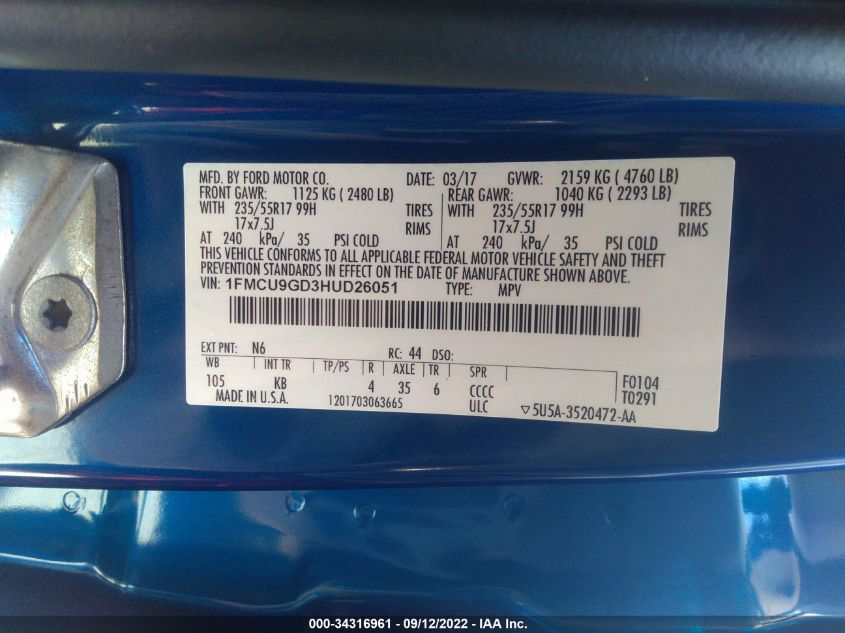 MFD. BY FORD MOTOR CO. DATE: 03/17 GVWR: 2159 KG ( 4760 LB)
FRONT GAWR: 1125 KG ( 2480 LB) REAR GAWR: 1040 KG ( 2293 LB)
WITH 235/55R17 99H TIRES WITH 235/55R17 99H TIRES
17x7.5J RIMS 17x7.5J RIMS
AT 240 kPa/ 35 PSI COLD AT 240 kPa/ 35 PSI COLD
THIS VEHICLE CONFORMS TO ALL APPLICABLE FEDERAL MOTOR VEHICLE SAFETY AND THEFT
PREVENTION STANDARDS IN EFFECT ON THE DATE OF MANUFACTURE SHOWN ABOVE.
VIN: 1FMCU9GD3HUD26051 TYPE: MPV
EXT PNT: N6 RC: 44 DSO:
WB INT TR TP/PS R AXLE TR SPR
105 KB 4 35 6 CCCC F0104
MADE IN U.S.A. 1201703063665 ULC ▽5U5A-3520472-AA T0291
000-34316961 - 09/12/2022 - IAA Inc.